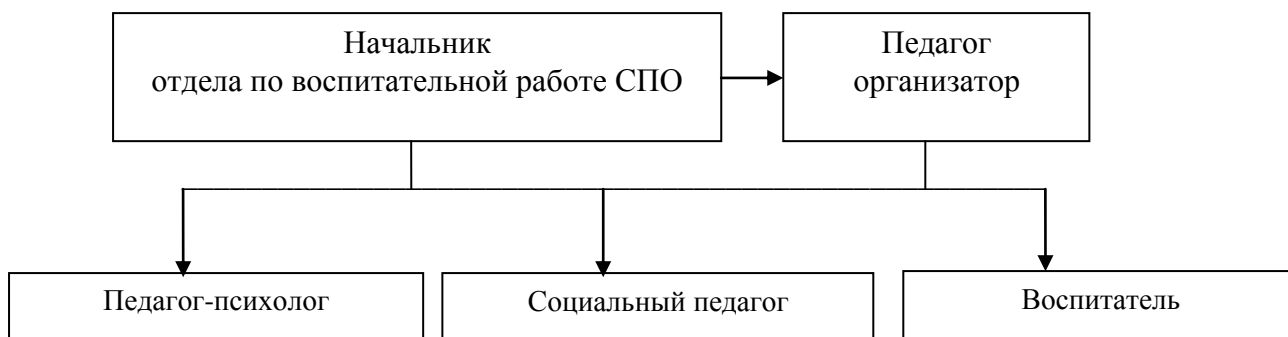 Начальник
отдела по воспитательной работе СПО
Педагог
организатор
Педагог-психолог
Социальный педагог
Воспитатель